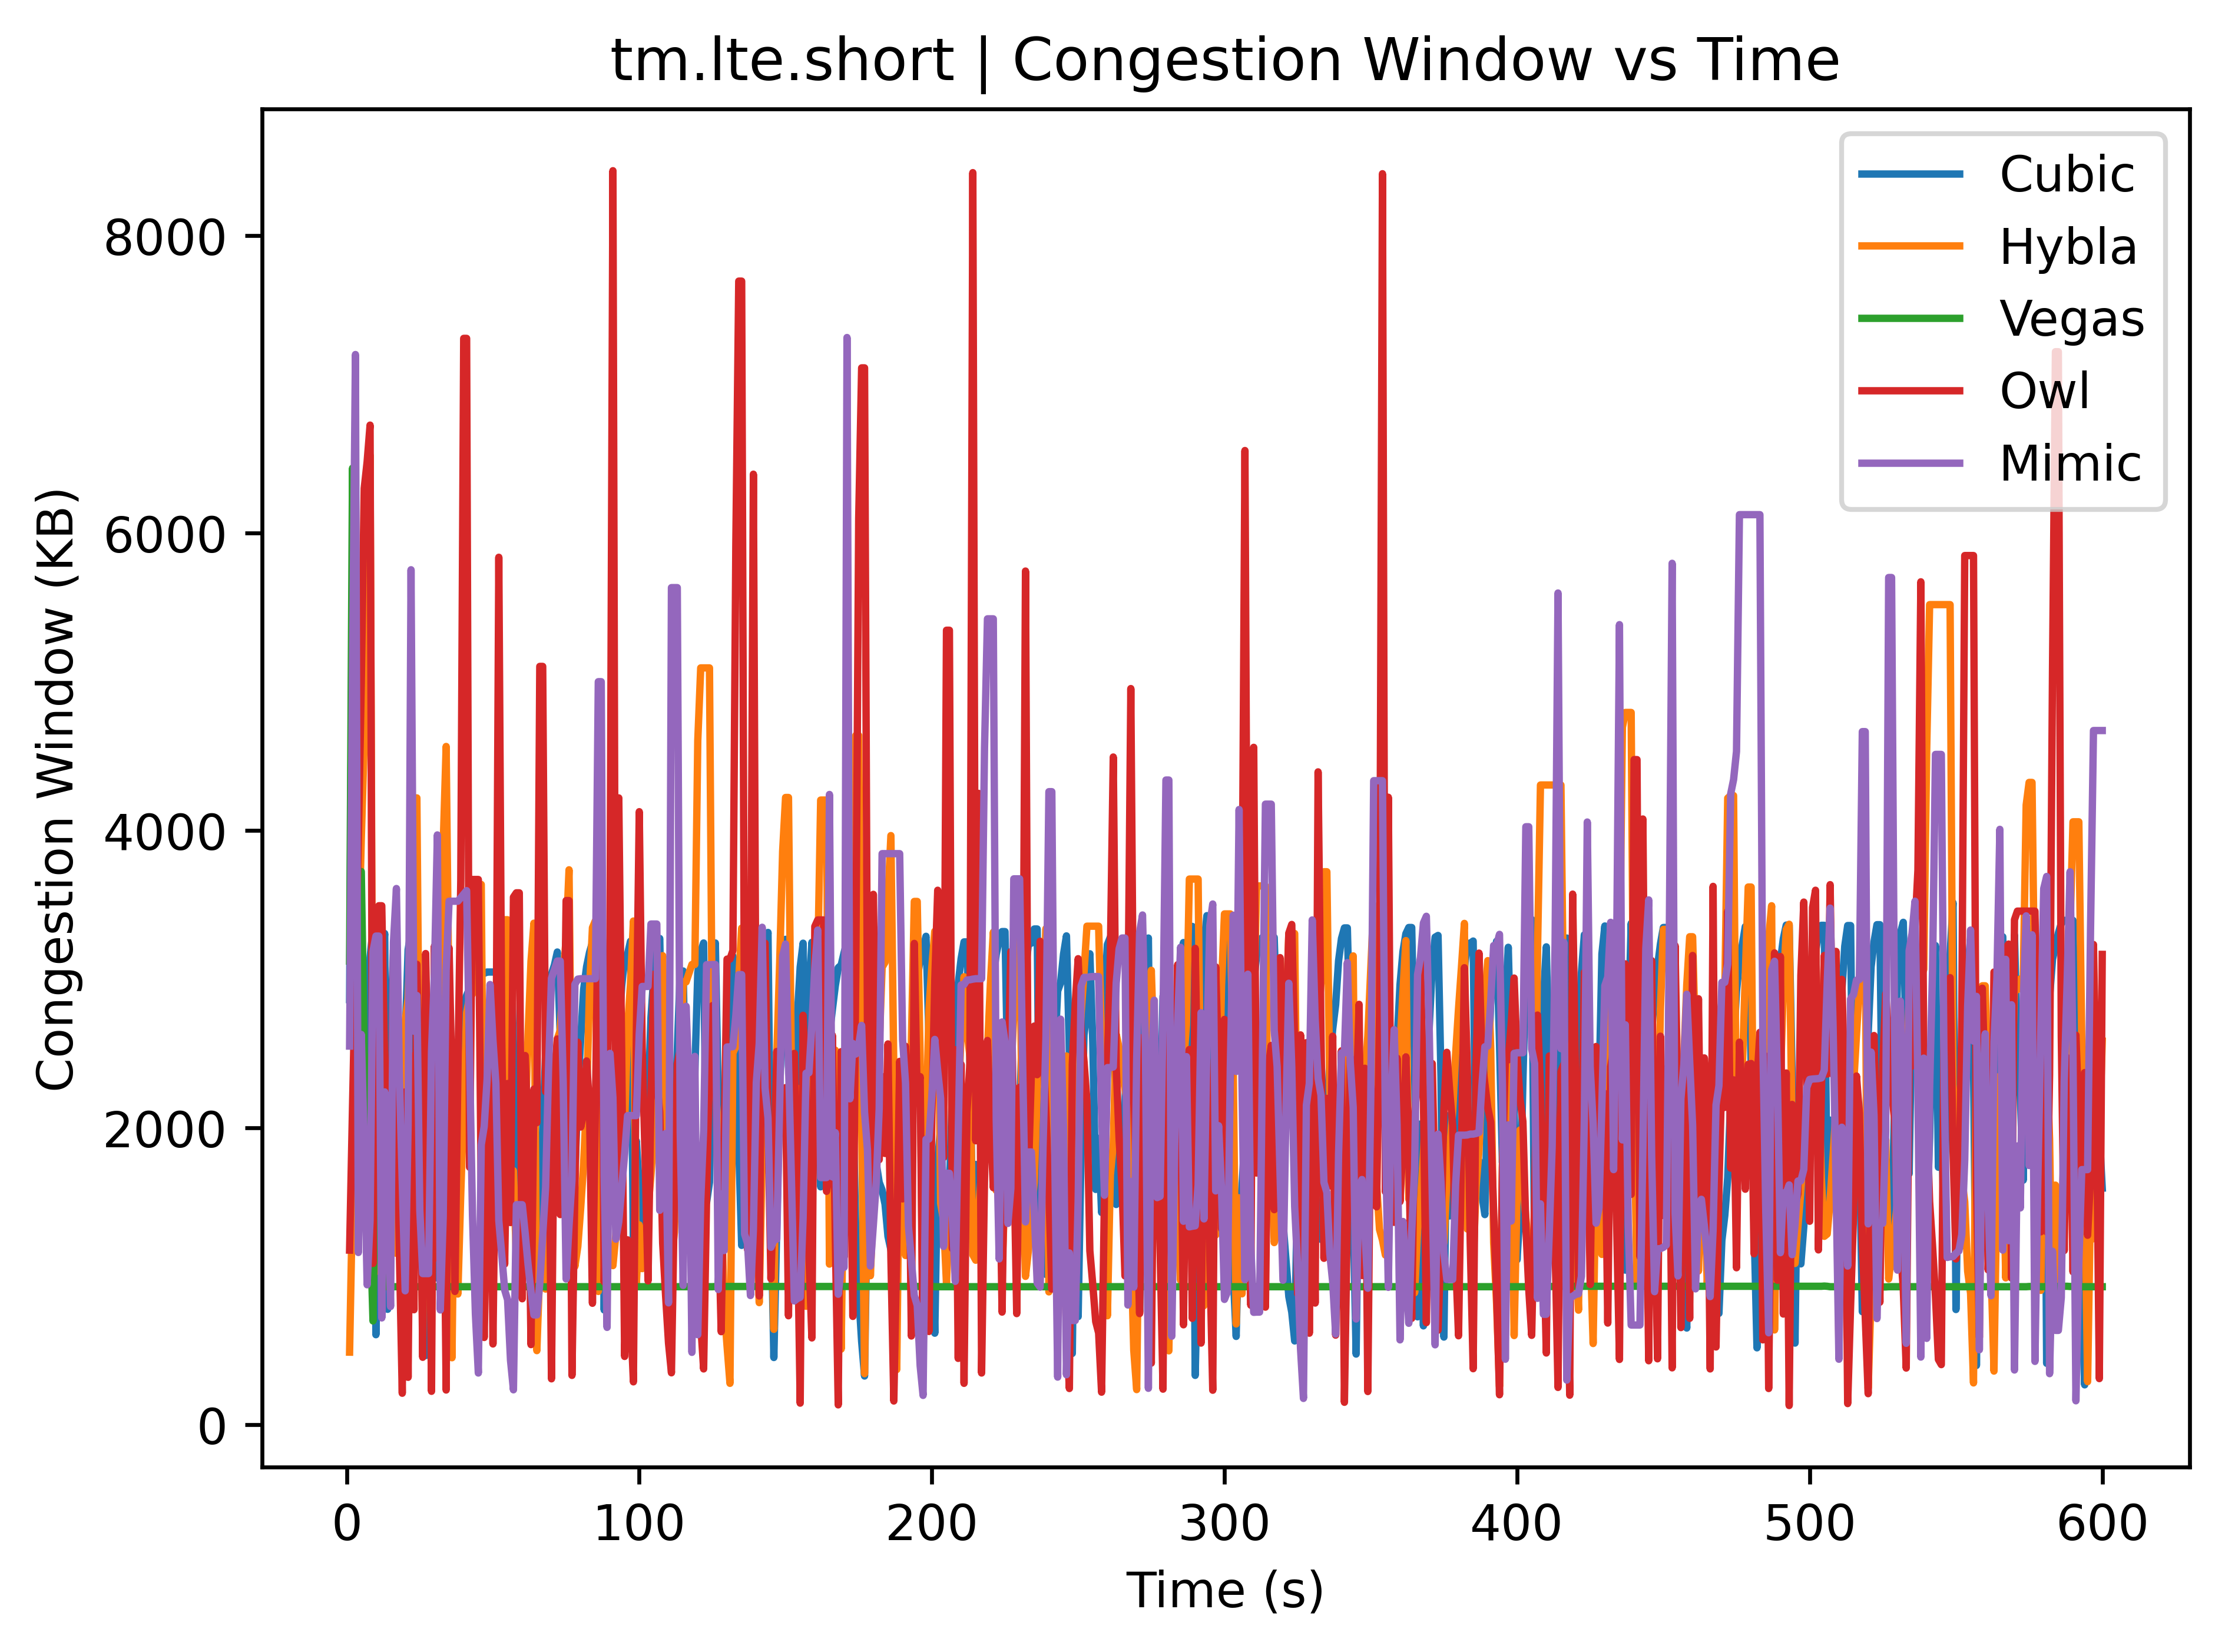 tm.lte.short | Congestion Window vs Time
Congestion Window (KB)
8000
6000
4000
2000
0
Cubic
Hybla
Vegas
Owl
Mimic
0 100 200 300 400 500 600
Time (s)